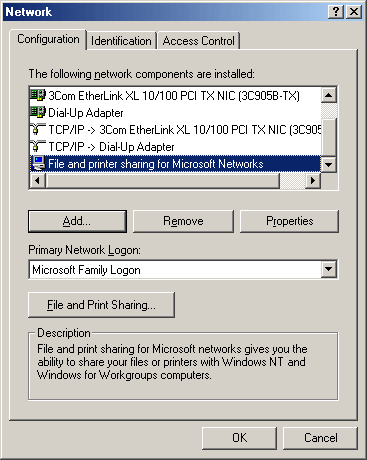 Network
Configuration Identification Access Control
The following network components are installed:
3Com EtherLink XL 10/100 PCI TX NIC (3C905B-TX)
Dial-Up Adapter
TCP/IP -> 3Com EtherLink XL 10/100 PCI TX NIC (3C905
TCP/IP -> Dial-Up Adapter
File and printer sharing for Microsoft Networks
Add... Remove Properties
Primary Network Logon:
Microsoft Family Logon
File and Print Sharing...
Description
File and print sharing for Microsoft networks gives you the
ability to share your files or printers with Windows NT and
Windows for Workgroups computers.
OK Cancel